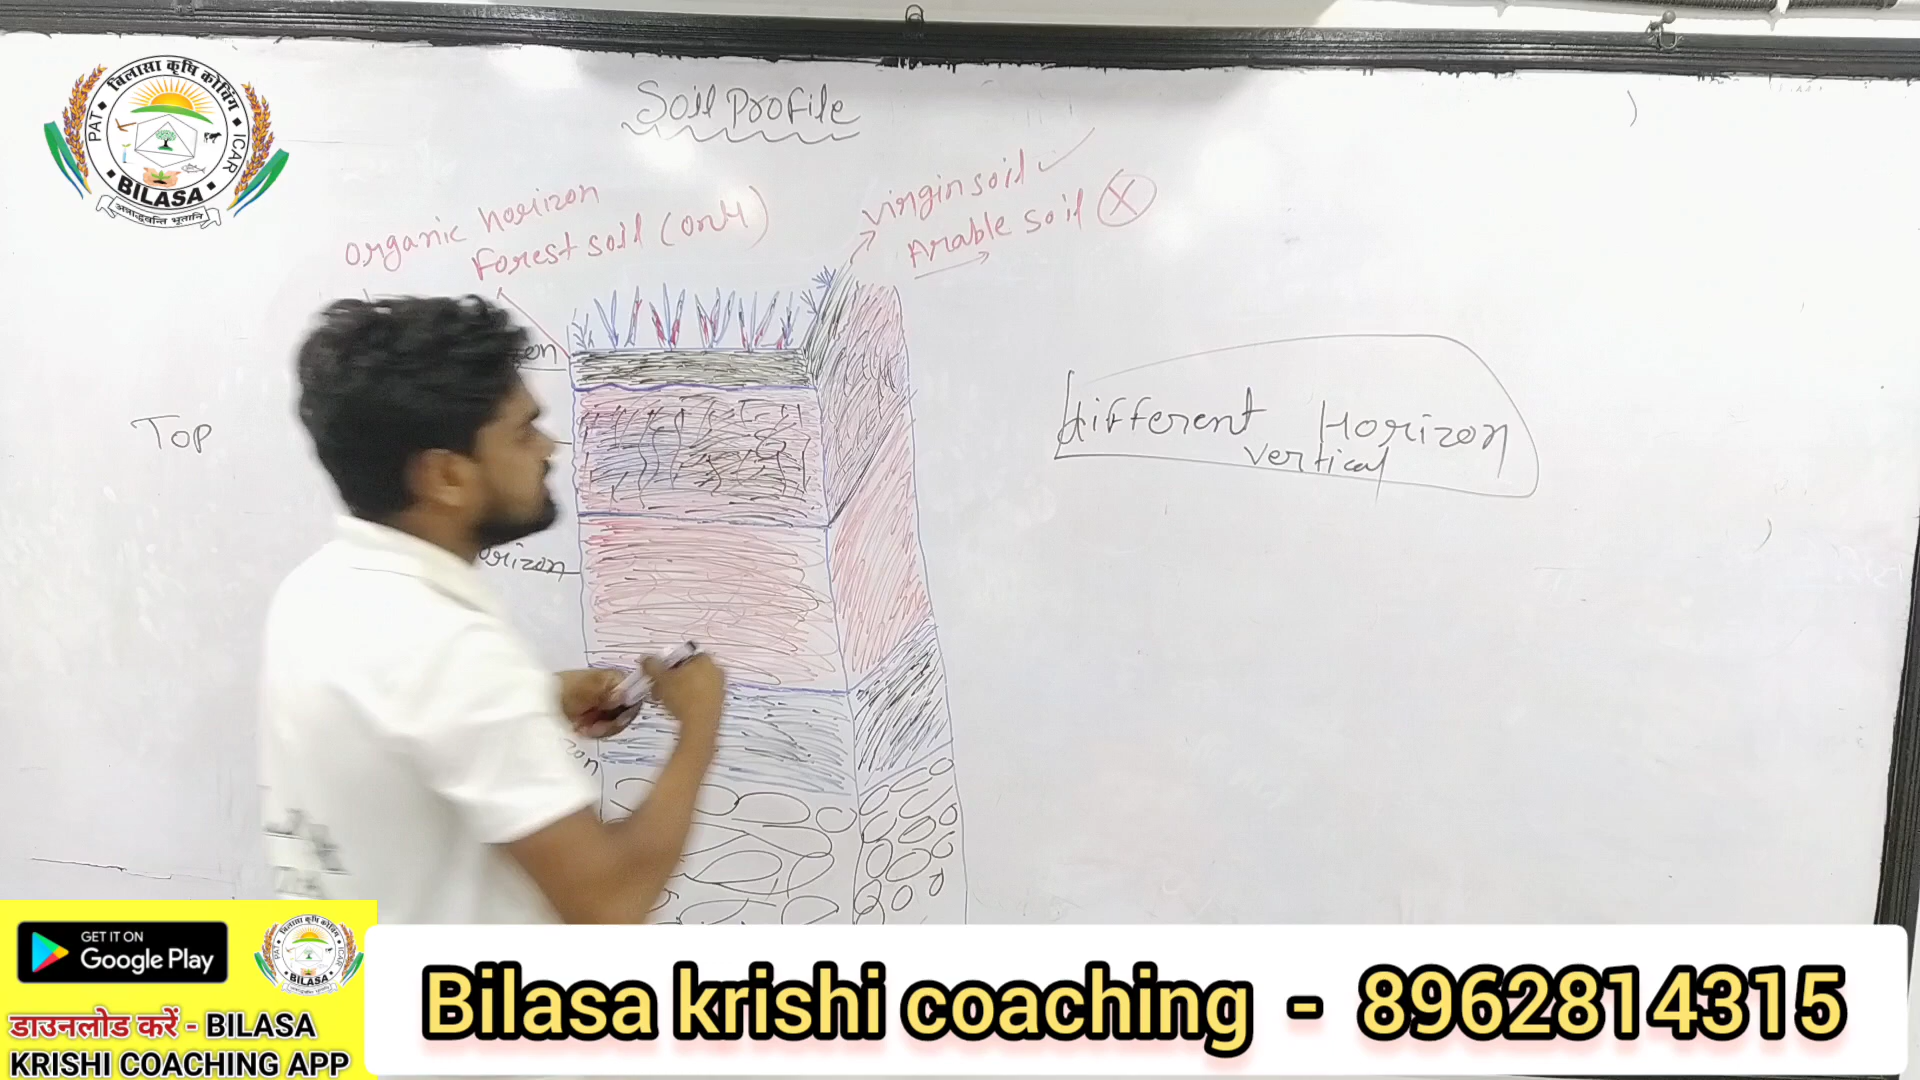 बिलासा कृषि कोचिंग
PAT
ICAR
BILASA
Soil Profile
organic horizon
Forest soil (only)
virgin soil
Arable soil
Top
different Horizon
vertical
GET IT ON
Google Play
डाउनलोड करें - BILASA
KRISHI COACHING APP
Bilasa krishi coaching - 8962814315